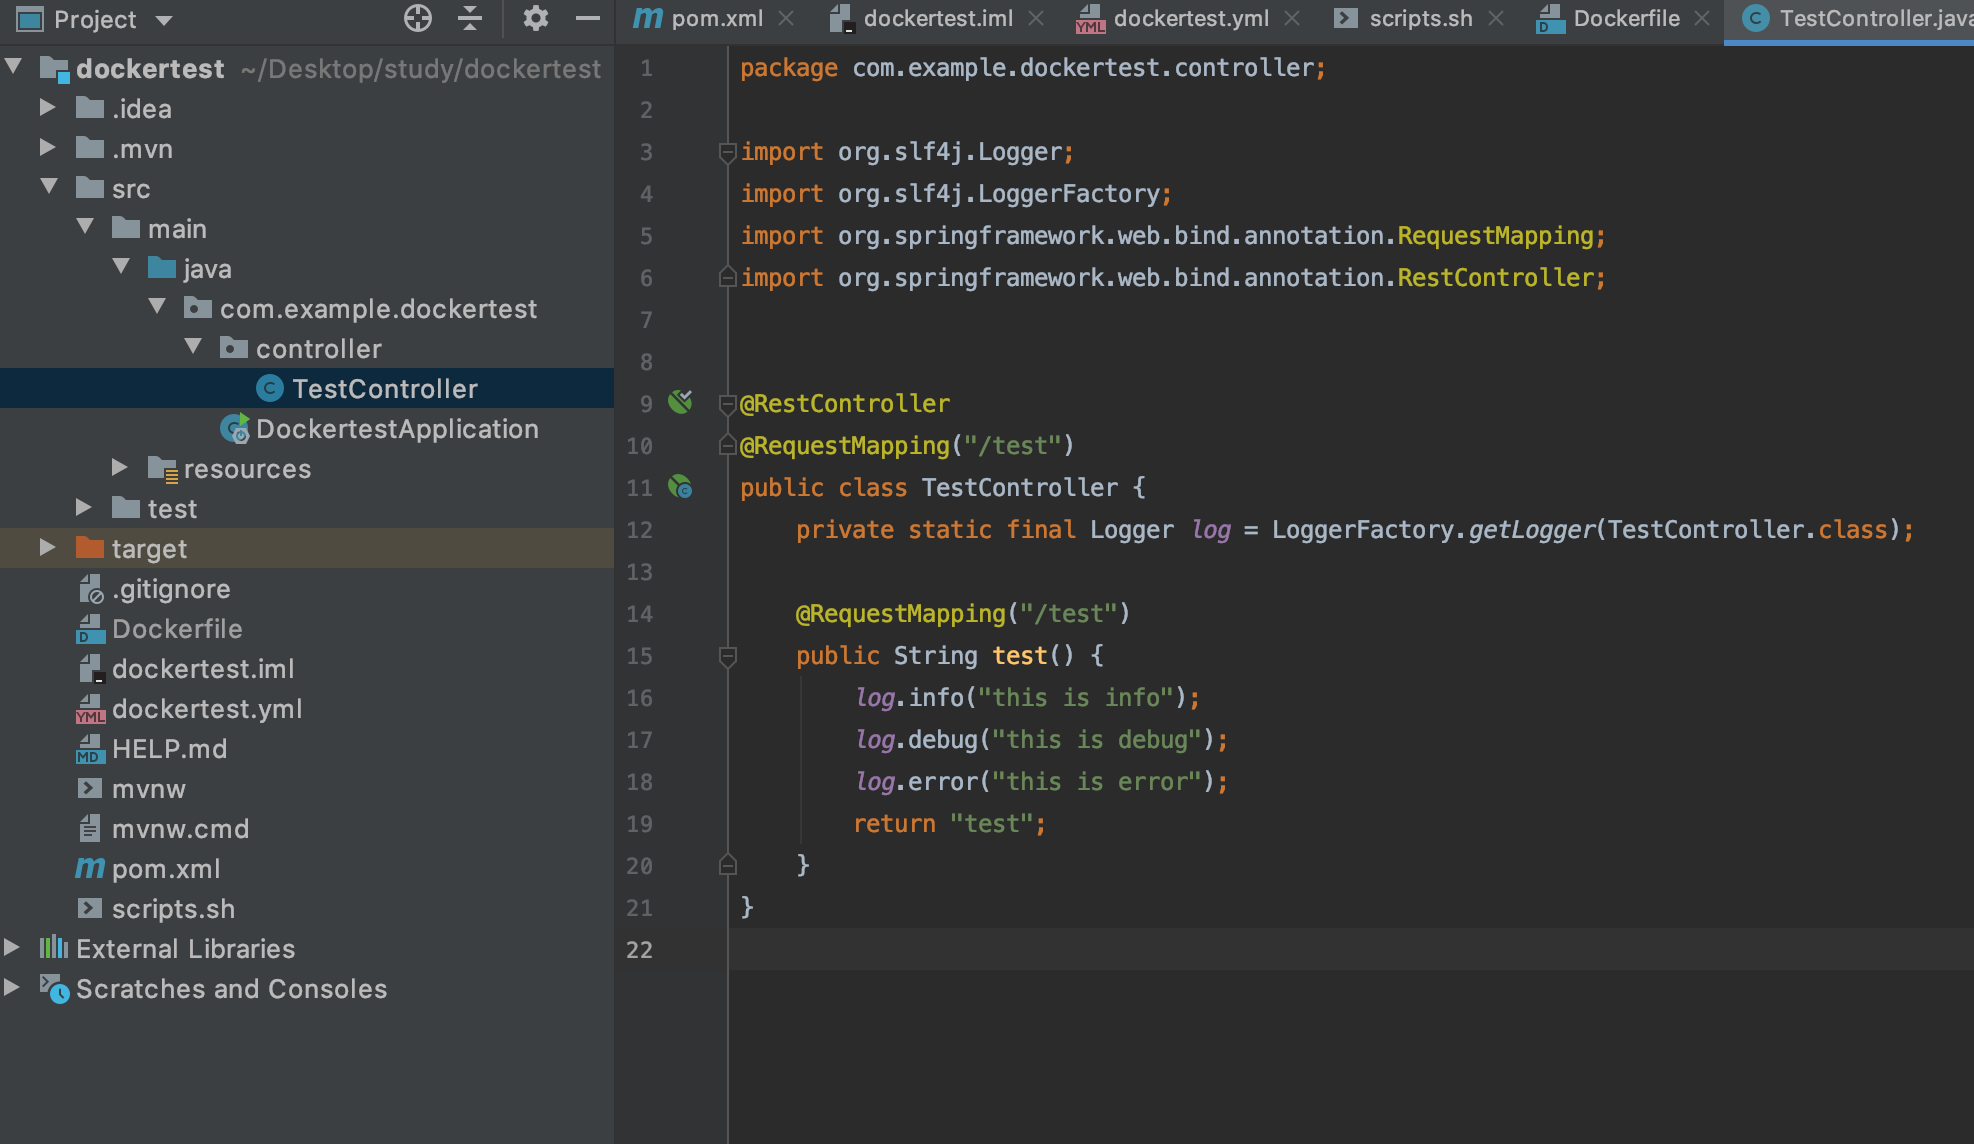 Project
dockertest ~/Desktop/study/dockertest
.idea
.mvn
src
main
java
com.example.dockertest
controller
TestController
DockertestApplication
resources
test
target
.gitignore
Dockerfile
dockertest.iml
dockertest.yml
HELP.md
mvnw
mvnw.cmd
pom.xml
scripts.sh
External Libraries
Scratches and Consoles
pom.xml dockertest.iml dockertest.yml scripts.sh Dockerfile TestController.java
1 package com.example.dockertest.controller;
2
3 import org.slf4j.Logger;
4 import org.slf4j.LoggerFactory;
5 import org.springframework.web.bind.annotation.RequestMapping;
6 import org.springframework.web.bind.annotation.RestController;
7
8
9 @RestController
10 @RequestMapping("/test")
11 public class TestController {
12 private static final Logger log = LoggerFactory.getLogger(TestController.class);
13
14 @RequestMapping("/test")
15 public String test() {
16 log.info("this is info");
17 log.debug("this is debug");
18 log.error("this is error");
19 return "test";
20 }
21 }
22